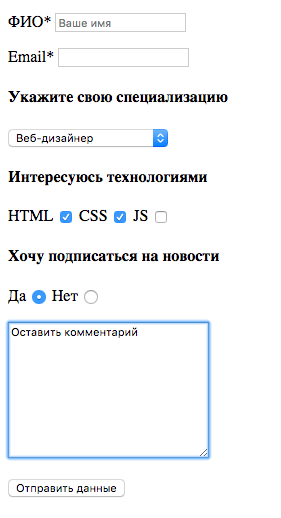 ФИО* Ваше имя
Email*
Укажите свою специализацию
Веб-дизайнер
Интересуюсь технологиями
HTML CSS JS
Хочу подписаться на новости
Да Нет
Оставить комментарий
Отправить данные